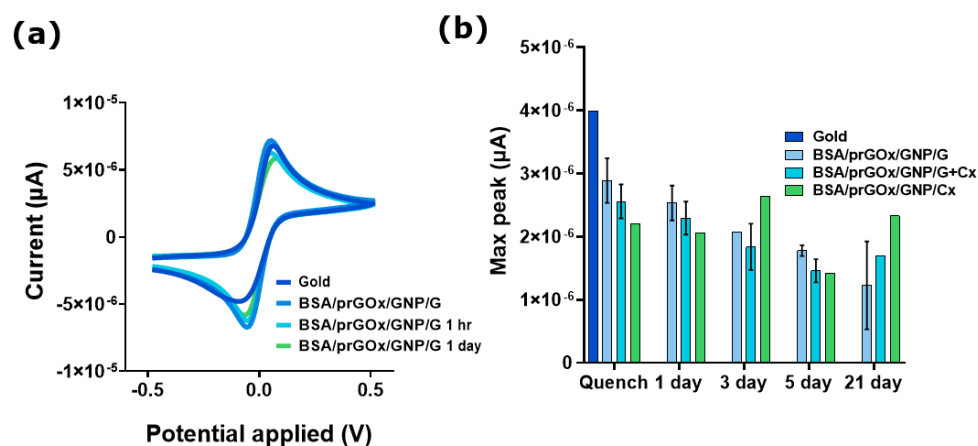 (a)
Current (µA)
1×10⁻⁵
5×10⁻⁶
0
-5×10⁻⁶
-1×10⁻⁵
Gold
BSA/prGOx/GNP/G
BSA/prGOx/GNP/G 1 hr
BSA/prGOx/GNP/G 1 day
-0.5
0.0
0.5
Potential applied (V)
(b)
Max peak (µA)
5×10⁻⁶
4×10⁻⁶
3×10⁻⁶
2×10⁻⁶
1×10⁻⁶
0
Gold
BSA/prGOx/GNP/G
BSA/prGOx/GNP/G+Cx
BSA/prGOx/GNP/Cx
Quench
1 day
3 day
5 day
21 day